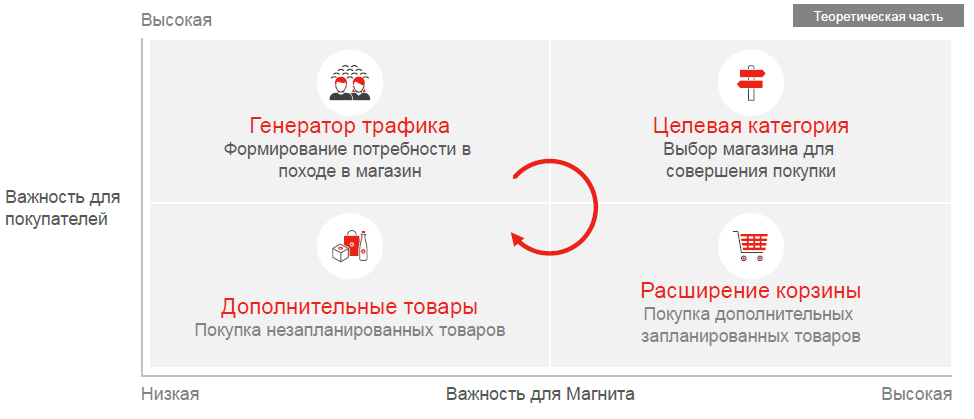 Высокая
Теоретическая часть
Генератор трафика
Формирование потребности в
походе в магазин
Целевая категория
Выбор магазина для
совершения покупки
Важность для
покупателей
Дополнительные товары
Покупка незапланированных товаров
Расширение корзины
Покупка дополнительных
запланированных товаров
Низкая
Важность для Магнита
Высокая